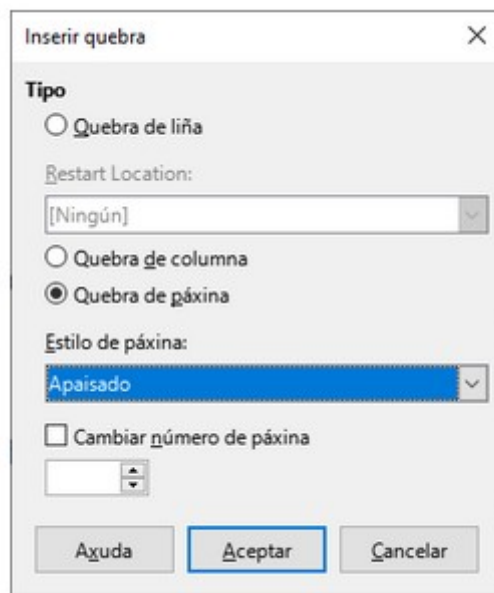 Inserir quebra
Tipo
Quebra de liña
Restart Location:
[Ningún]
Quebra de columna
Quebra de páxina
Estilo de páxina:
Apaisado
Cambiar número de páxina
Axuda Aceptar Cancelar